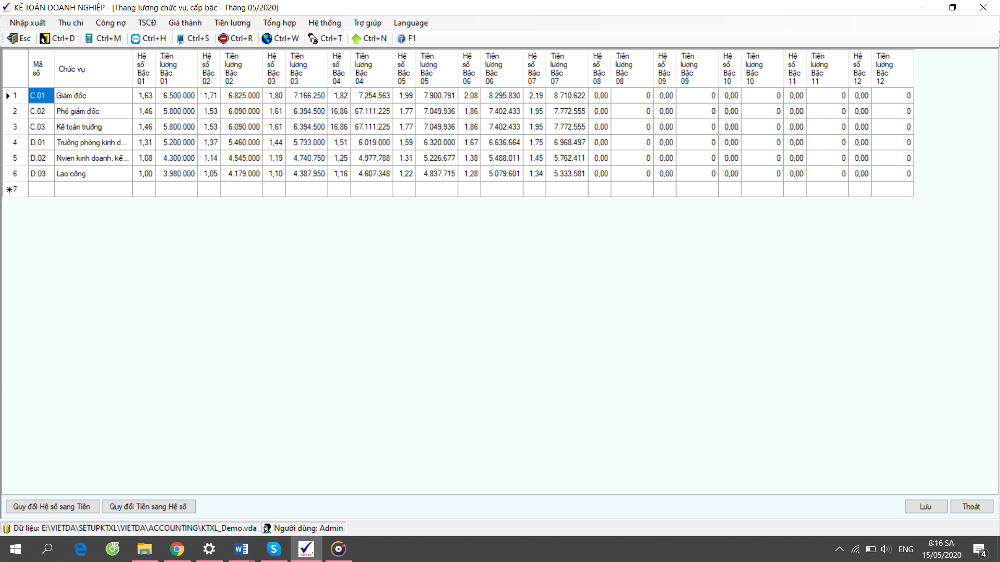 KẾ TOÁN DOANH NGHIỆP - [Thang lương chức vụ, cấp bậc - Tháng 05/2020]
Nhập xuất Thu chi Công nợ TSCĐ Giá thành Tiền lương Tổng hợp Hệ thống Trợ giúp Language
Esc Ctrl+D Ctrl+M Ctrl+H Ctrl+S Ctrl+R Ctrl+W Ctrl+T Ctrl+N F1
Mã số Chức vụ Hệ số Bậc 01 Tiền lương Bậc 01 Hệ số Bậc 02 Tiền lương Bậc 02 Hệ số Bậc 03 Tiền lương Bậc 03 Hệ số Bậc 04 Tiền lương Bậc 04 Hệ số Bậc 05 Tiền lương Bậc 05 Hệ số Bậc 06 Tiền lương Bậc 06 Hệ số Bậc 07 Tiền lương Bậc 07 Hệ số Bậc 08 Tiền lương Bậc 08 Hệ số Bậc 09 Tiền lương Bậc 09 Hệ số Bậc 10 Tiền lương Bậc 10 Hệ số Bậc 11 Tiền lương Bậc 11 Hệ số Bậc 12 Tiền lương Bậc 12
1 C.01 Giám đốc 1,63 6.500.000 1,71 6.825.000 1,80 7.166.250 1,82 7.254.563 1,99 7.900.791 2,08 8.295.830 2,19 8.710.622 0,00 0 0,00 0 0,00 0 0,00 0 0,00 0
2 C.02 Phó giám đốc 1,46 5.800.000 1,53 6.090.000 1,61 6.394.500 16,86 67.111.225 1,77 7.049.936 1,86 7.402.433 1,95 7.772.555 0,00 0 0,00 0 0,00 0 0,00 0 0,00 0
3 C.03 Kế toán trưởng 1,46 5.800.000 1,53 6.090.000 1,61 6.394.500 16,86 67.111.225 1,77 7.049.936 1,86 7.402.433 1,95 7.772.555 0,00 0 0,00 0 0,00 0 0,00 0 0,00 0
4 D.01 Trưởng phòng kinh d... 1,31 5.200.000 1,37 5.460.000 1,44 5.733.000 1,51 6.019.000 1,59 6.320.000 1,67 6.636.664 1,75 6.968.497 0,00 0 0,00 0 0,00 0 0,00 0 0,00 0
5 D.02 Nvien kinh doanh, kế... 1,08 4.300.000 1,14 4.545.000 1,19 4.740.750 1,25 4.977.788 1,31 5.226.677 1,38 5.488.011 1,45 5.762.411 0,00 0 0,00 0 0,00 0 0,00 0 0,00 0
6 D.03 Lao công 1,00 3.980.000 1,05 4.179.000 1,10 4.387.950 1,16 4.607.348 1,22 4.837.715 1,28 5.079.601 1,34 5.333.581 0,00 0 0,00 0 0,00 0 0,00 0 0,00 0
7
Quy đổi Hệ số sang Tiền Quy đổi Tiền sang Hệ số Lưu Thoát
Dữ liệu: E:\VIETDA\SETUPKTXL\VIETDA\ACCOUNTING\KTXL_Demo.vda Người dùng: Admin
ENG 8:16 SA
15/05/2020 4